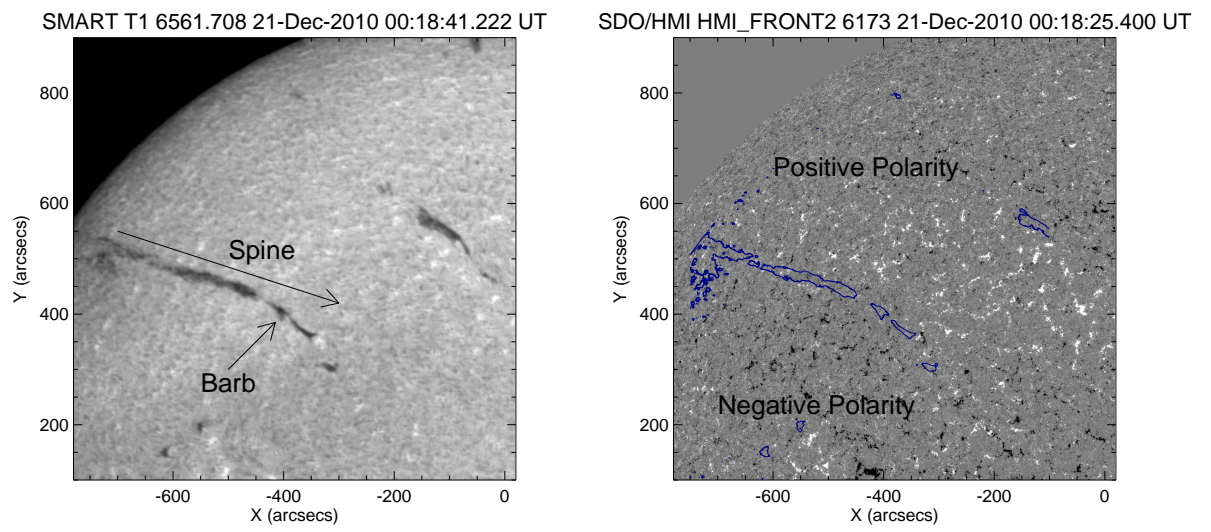 SMART T1 6561.708 21-Dec-2010 00:18:41.222 UT
800
600
400
200
Y (arcsecs)
Spine
Barb
-600 -400 -200 0
X (arcsecs)
SDO/HMI HMI_FRONT2 6173 21-Dec-2010 00:18:25.400 UT
800
600
400
200
Y (arcsecs)
Positive Polarity
Negative Polarity
-600 -400 -200 0
X (arcsecs)